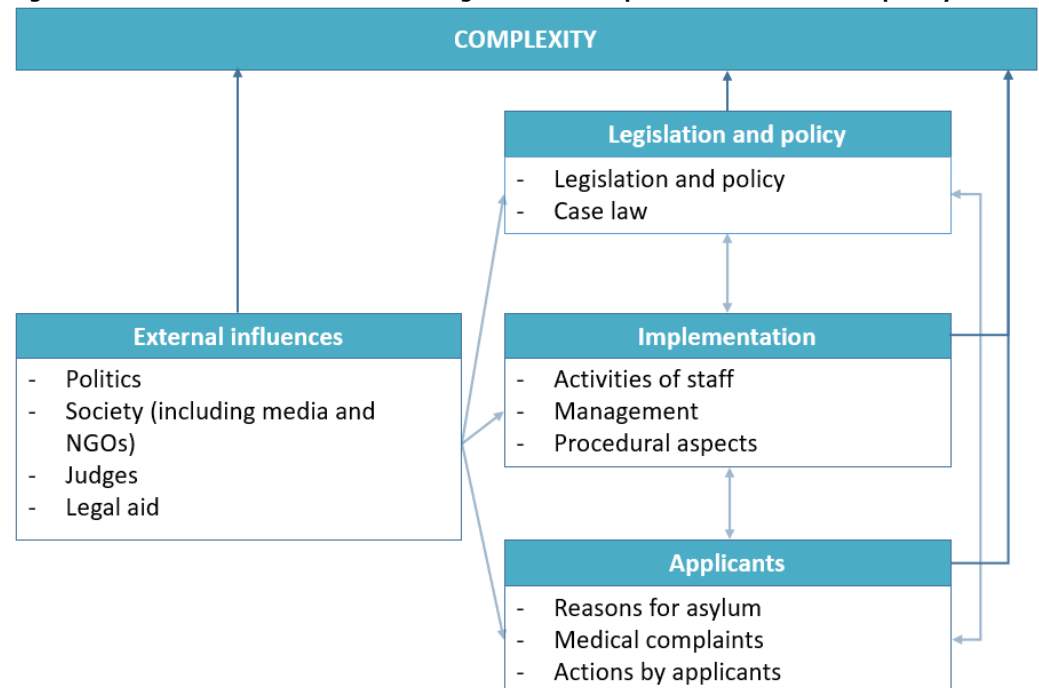 COMPLEXITY
Legislation and policy
- Legislation and policy
- Case law
External influences
- Politics
- Society (including media and
NGOs)
- Judges
- Legal aid
Implementation
- Activities of staff
- Management
- Procedural aspects
Applicants
- Reasons for asylum
- Medical complaints
- Actions by applicants